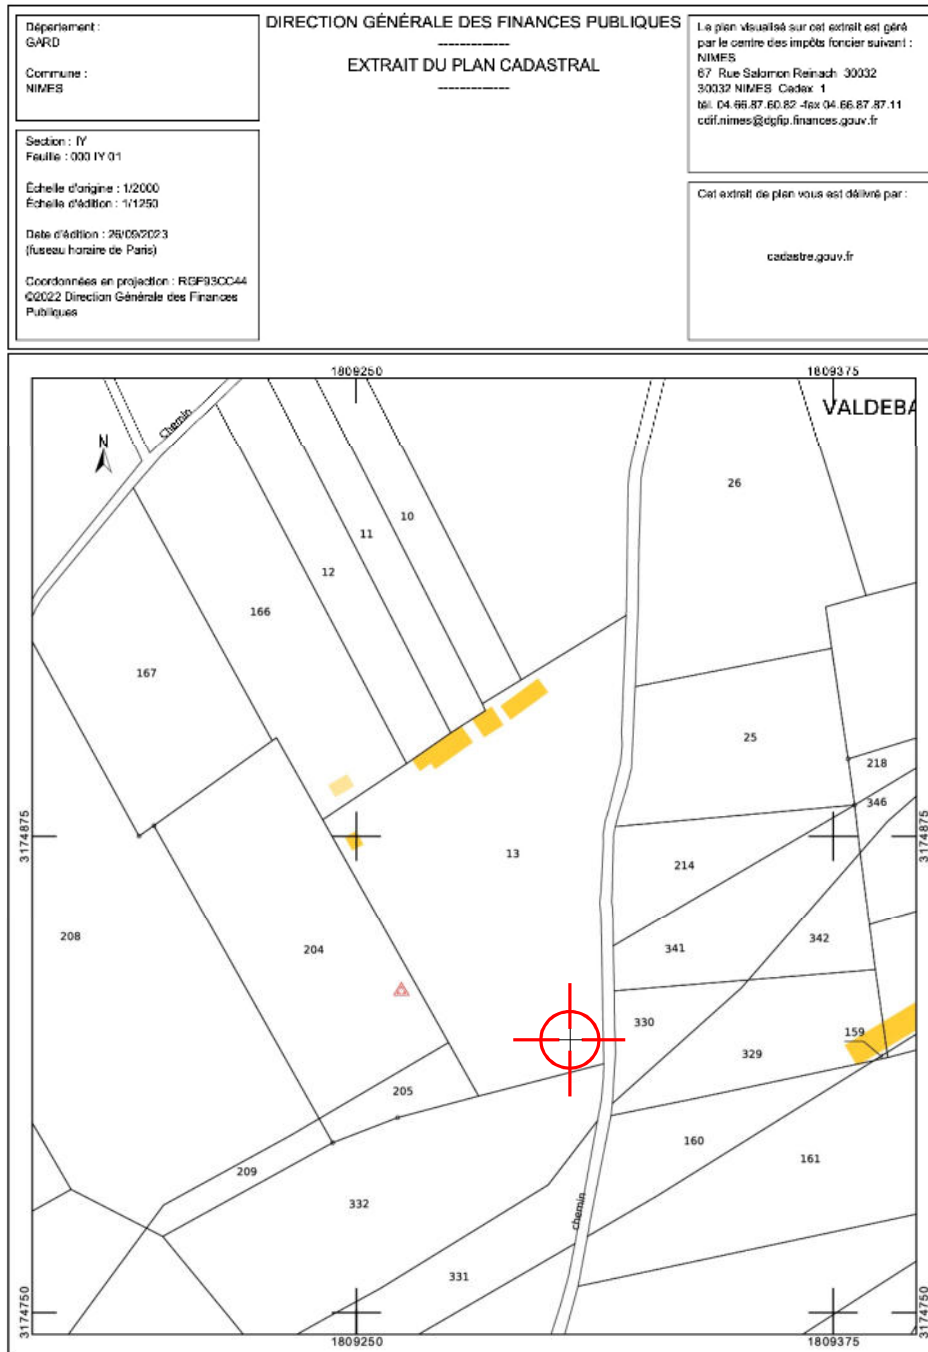 Département :
GARD
Commune :
NIMES
Section : IY
Feuille : 000 IY 01
Échelle d'origine : 1/2000
Échelle d'édition : 1/1250
Date d'édition : 26/09/2023
(fuseau horaire de Paris)
Coordonnées en projection : RGF93CC44
©2022 Direction Générale des Finances
Publiques
DIRECTION GÉNÉRALE DES FINANCES PUBLIQUES
--------------
EXTRAIT DU PLAN CADASTRAL
--------------
Le plan visualisé sur cet extrait est géré
par le centre des impôts foncier suivant :
NIMES
67 Rue Salomon Reinach 30032
30032 NIMES Cedex 1
tél. 04.66.87.60.82 -fax 04.66.87.87.11
cdif.nimes@dgfip.finances.gouv.fr
Cet extrait de plan vous est délivré par :
cadastre.gouv.fr
1809250
1809375
VALDEBA
Chemin
N
26
10
11
12
166
167
25
218
346
3174875
3174875
13
214
208
204
341
342
330
159
329
205
160
161
209
332
chemin
331
3174750
3174750
1809250
1809375